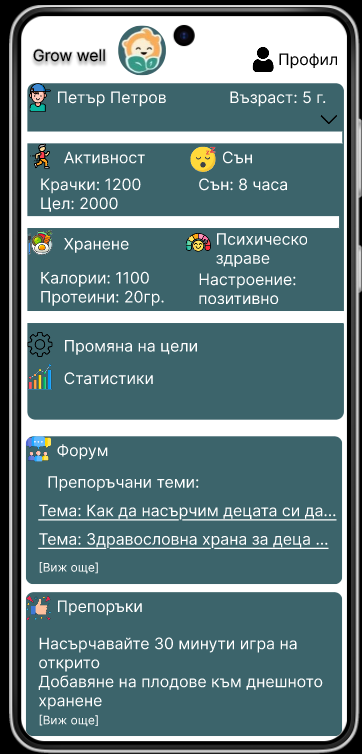 Grow well
Профил
Петър Петров
Възраст: 5 г.
Активност
Сън
Крачки: 1200
Сън: 8 часа
Цел: 2000
Хранене
Психическо
здраве
Калории: 1100
Настроение:
Протеини: 20гр.
позитивно
Промяна на цели
Статистики
Форум
Препоръчани теми:
Тема: Как да насърчим децата си да...
Тема: Здравословна храна за деца ...
[Виж още]
Препоръки
Насърчавайте 30 минути игра на
открито
Добавяне на плодове към днешното
хранене
[Виж още]